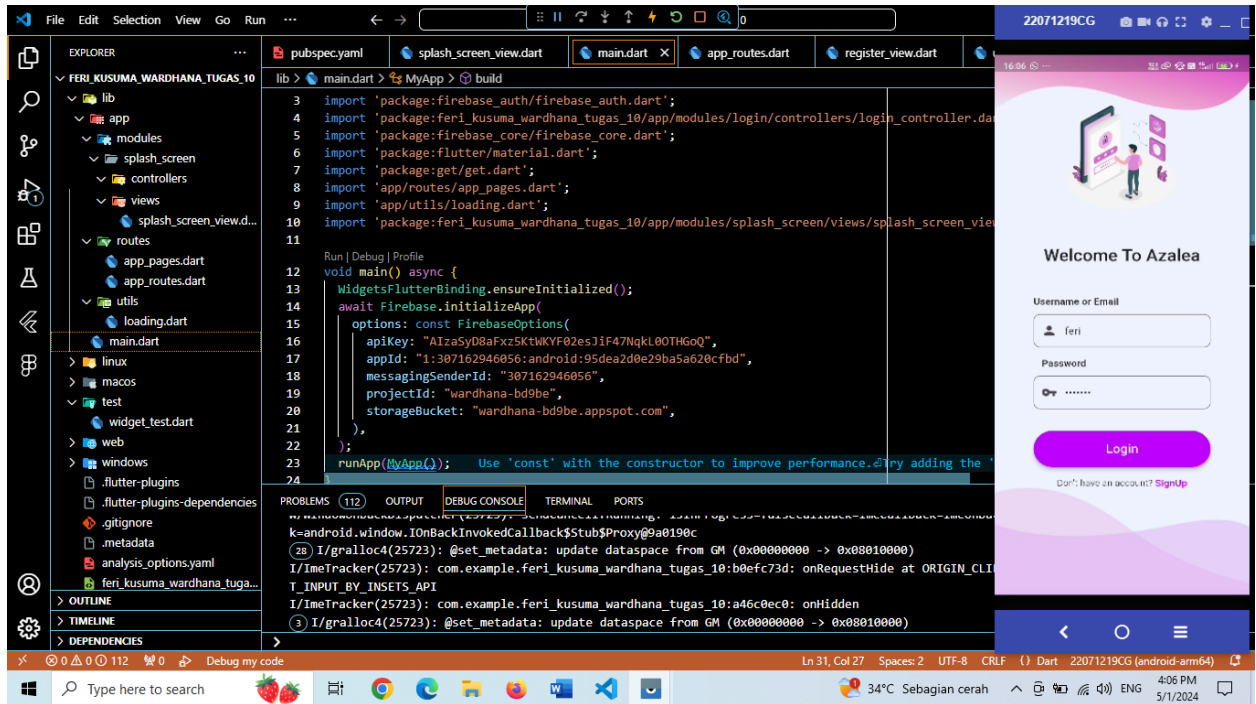 File Edit Selection View Go Run ...
EXPLORER
FERI_KUSUMA_WARDHANA_TUGAS_10
lib
app
modules
splash_screen
controllers
views
splash_screen_view.d...
routes
app_pages.dart
app_routes.dart
utils
loading.dart
main.dart
linux
macos
test
widget_test.dart
web
windows
.flutter-plugins
.flutter-plugins-dependencies
.gitignore
.metadata
analysis_options.yaml
feri_kusuma_wardhana_tuga...
OUTLINE
TIMELINE
DEPENDENCIES
pubspec.yaml splash_screen_view.dart main.dart app_routes.dart register_view.dart
lib > main.dart > MyApp > build
3 import 'package:firebase_auth/firebase_auth.dart';
4 import 'package:feri_kusuma_wardhana_tugas_10/app/modules/login/controllers/login_controller.da
5 import 'package:firebase_core/firebase_core.dart';
6 import 'package:flutter/material.dart';
7 import 'package:get/get.dart';
8 import 'app/routes/app_pages.dart';
9 import 'app/utils/loading.dart';
10 import 'package:feri_kusuma_wardhana_tugas_10/app/modules/splash_screen/views/splash_screen_vie
11
Run | Debug | Profile
12 void main() async {
13 WidgetsFlutterBinding.ensureInitialized();
14 await Firebase.initializeApp(
15 options: const FirebaseOptions(
16 apiKey: "AIzaSyD8aFxz5KtWKYF02esJiF47NqkL0OTHGoQ",
17 appId: "1:307162946056:android:95dea2d0e29ba5a620cfbd",
18 messagingSenderId: "307162946056",
19 projectId: "wardhana-bd9be",
20 storageBucket: "wardhana-bd9be.appspot.com",
21 ),
22 );
23 runApp(MyApp()); Use 'const' with the constructor to improve performance.⏎Try adding the '
24 }
PROBLEMS 112 OUTPUT DEBUG CONSOLE TERMINAL PORTS
k=android.window.IOnBackInvokedCallback$Stub$Proxy@9a0190c
28 I/gralloc4(25723): @set_metadata: update dataspace from GM (0x00000000 -> 0x08010000)
I/ImeTracker(25723): com.example.feri_kusuma_wardhana_tugas_10:b0efc73d: onRequestHide at ORIGIN_CLI
T_INPUT_BY_INSETS_API
I/ImeTracker(25723): com.example.feri_kusuma_wardhana_tugas_10:a46c0ec0: onHidden
3 I/gralloc4(25723): @set_metadata: update dataspace from GM (0x00000000 -> 0x08010000)
22071219CG
16:06
Welcome To Azalea
Username or Email
feri
Password
Login
Don't have an account? SignUp
0 0 112 0 Debug my code
Ln 31, Col 27 Spaces: 2 UTF-8 CRLF {} Dart 22071219CG (android-arm64)
Type here to search
34°C Sebagian cerah
ENG
4:06 PM
5/1/2024